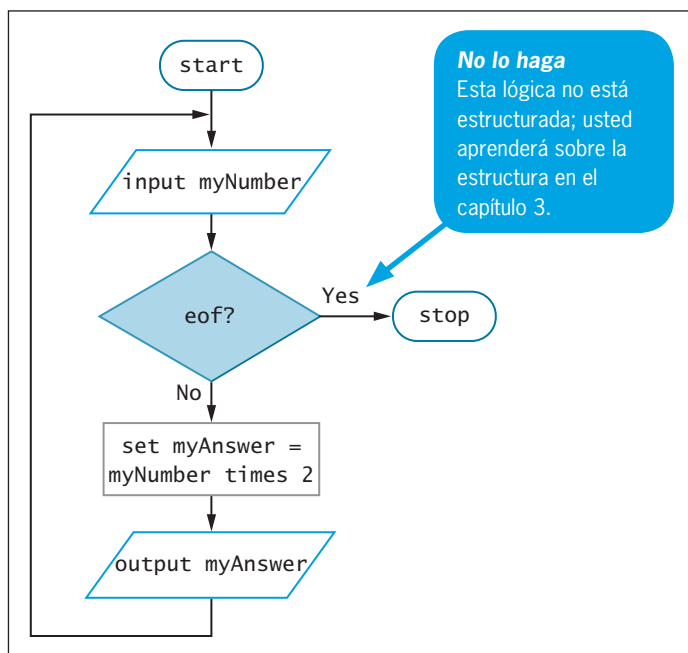 start
No lo haga
Esta lógica no está
estructurada; usted
aprenderá sobre la
estructura en el
capítulo 3.
input myNumber
eof?
Yes
stop
No
set myAnswer =
myNumber times 2
output myAnswer